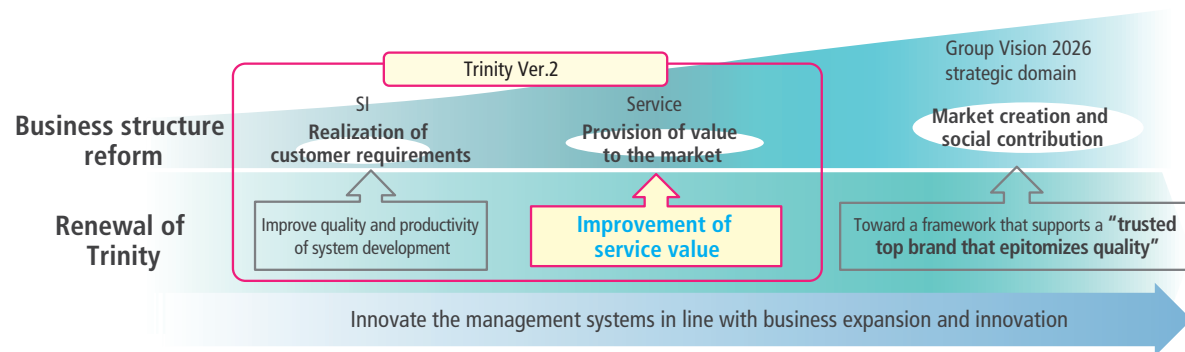 Trinity Ver.2
Group Vision 2026
strategic domain
Business structure
reform
SI
Realization of
customer requirements
Service
Provision of value
to the market
Market creation and
social contribution
Renewal of
Trinity
Improve quality and productivity
of system development
Improvement of
service value
Toward a framework that supports a “trusted
top brand that epitomizes quality”
Innovate the management systems in line with business expansion and innovation